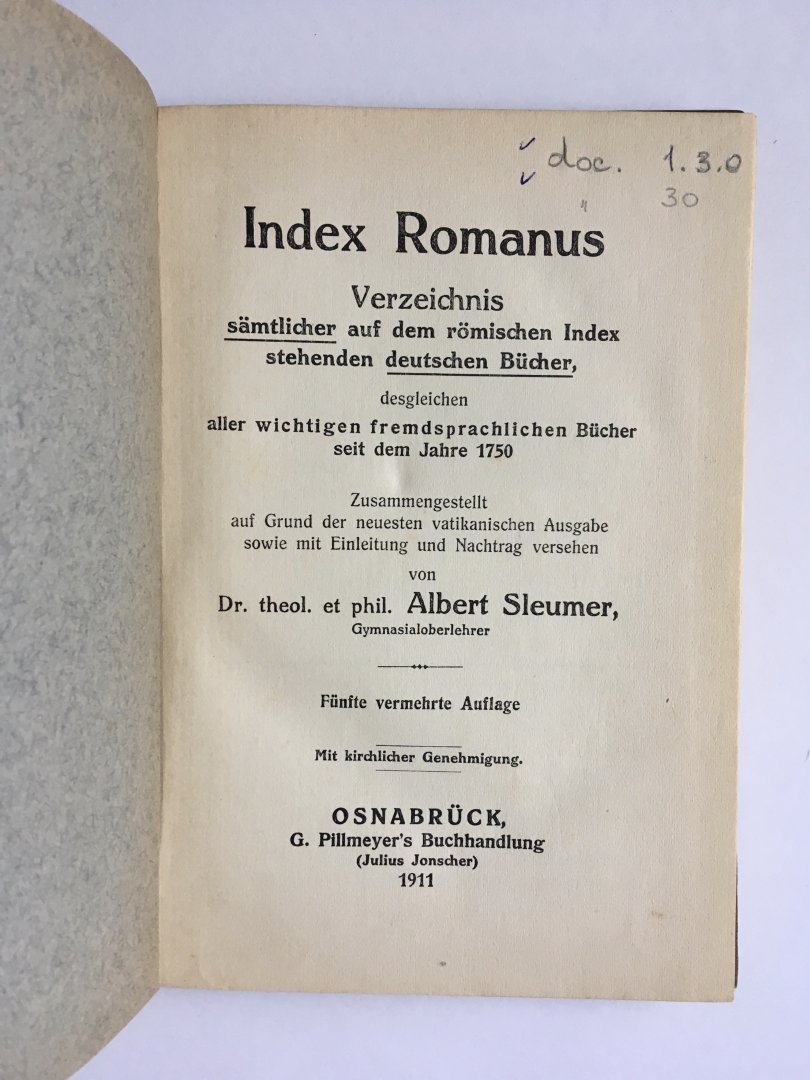 doc. 1.3.0
30
Index Romanus
Verzeichnis
sämtlicher auf dem römischen Index
stehenden deutschen Bücher,
desgleichen
aller wichtigen fremdsprachlichen Bücher
seit dem Jahre 1750
Zusammengestellt
auf Grund der neuesten vatikanischen Ausgabe
sowie mit Einleitung und Nachtrag versehen
von
Dr. theol. et phil. Albert Sleumer,
Gymnasialoberlehrer
Fünfte vermehrte Auflage
Mit kirchlicher Genehmigung.
OSNABRÜCK,
G. Pillmeyer's Buchhandlung
(Julius Jonscher)
1911